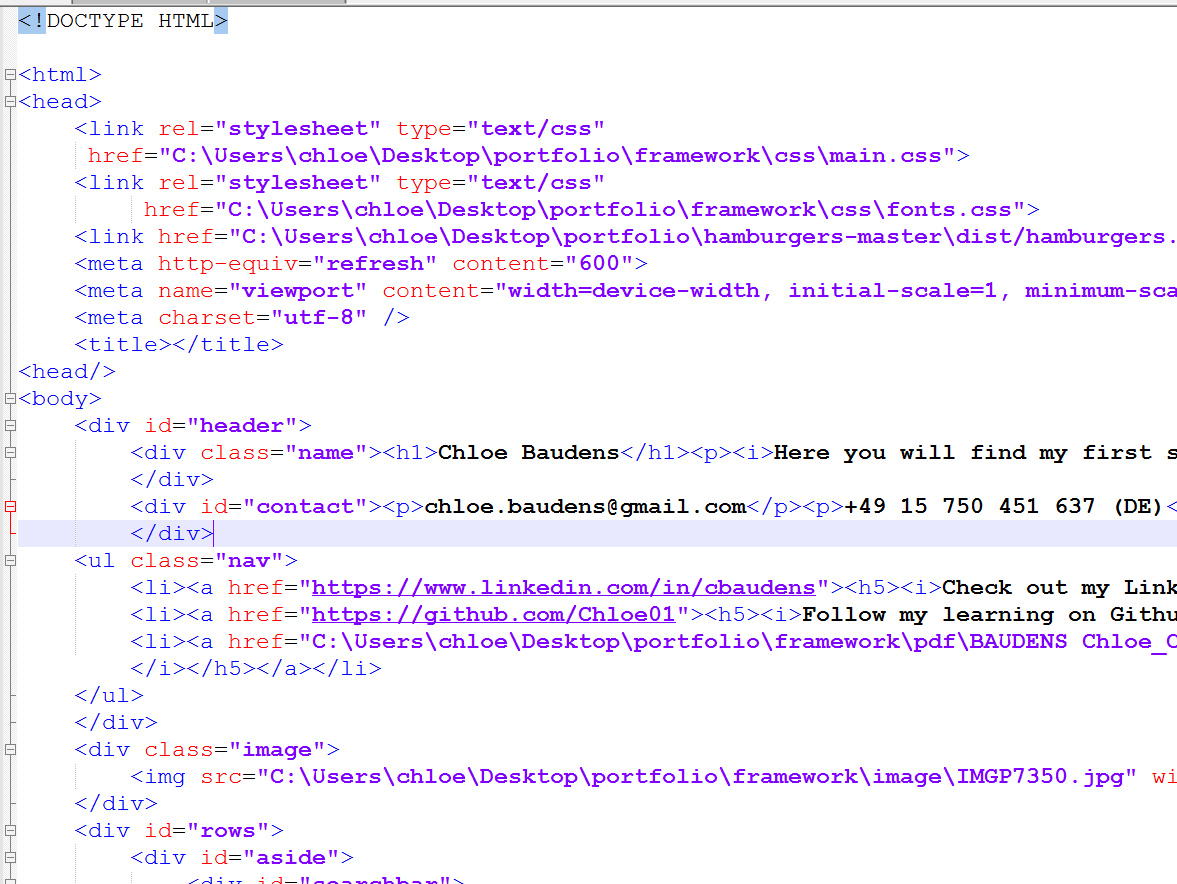 <!DOCTYPE HTML>
<html>
<head>
<link rel="stylesheet" type="text/css"
href="C:\Users\chloe\Desktop\portfolio\framework\css\main.css">
<link rel="stylesheet" type="text/css"
href="C:\Users\chloe\Desktop\portfolio\framework\css\fonts.css">
<link href="C:\Users\chloe\Desktop\portfolio\hamburgers-master\dist/hamburgers.
<meta http-equiv="refresh" content="600">
<meta name="viewport" content="width=device-width, initial-scale=1, minimum-sca
<meta charset="utf-8" />
<title></title>
<head/>
<body>
<div id="header">
<div class="name"><h1>Chloe Baudens</h1><p><i>Here you will find my first s
</div>
<div id="contact"><p>chloe.baudens@gmail.com</p><p>+49 15 750 451 637 (DE)<
</div>
<ul class="nav">
<li><a href="https://www.linkedin.com/in/cbaudens"><h5><i>Check out my Link
<li><a href="https://github.com/Chloe01"><h5><i>Follow my learning on Githu
<li><a href="C:\Users\chloe\Desktop\portfolio\framework\pdf\BAUDENS Chloe_C
</i></h5></a></li>
</ul>
</div>
<div class="image">
<img src="C:\Users\chloe\Desktop\portfolio\framework\image\IMGP7350.jpg" wi
</div>
<div id="rows">
<div id="aside">
<div id="searchbar">